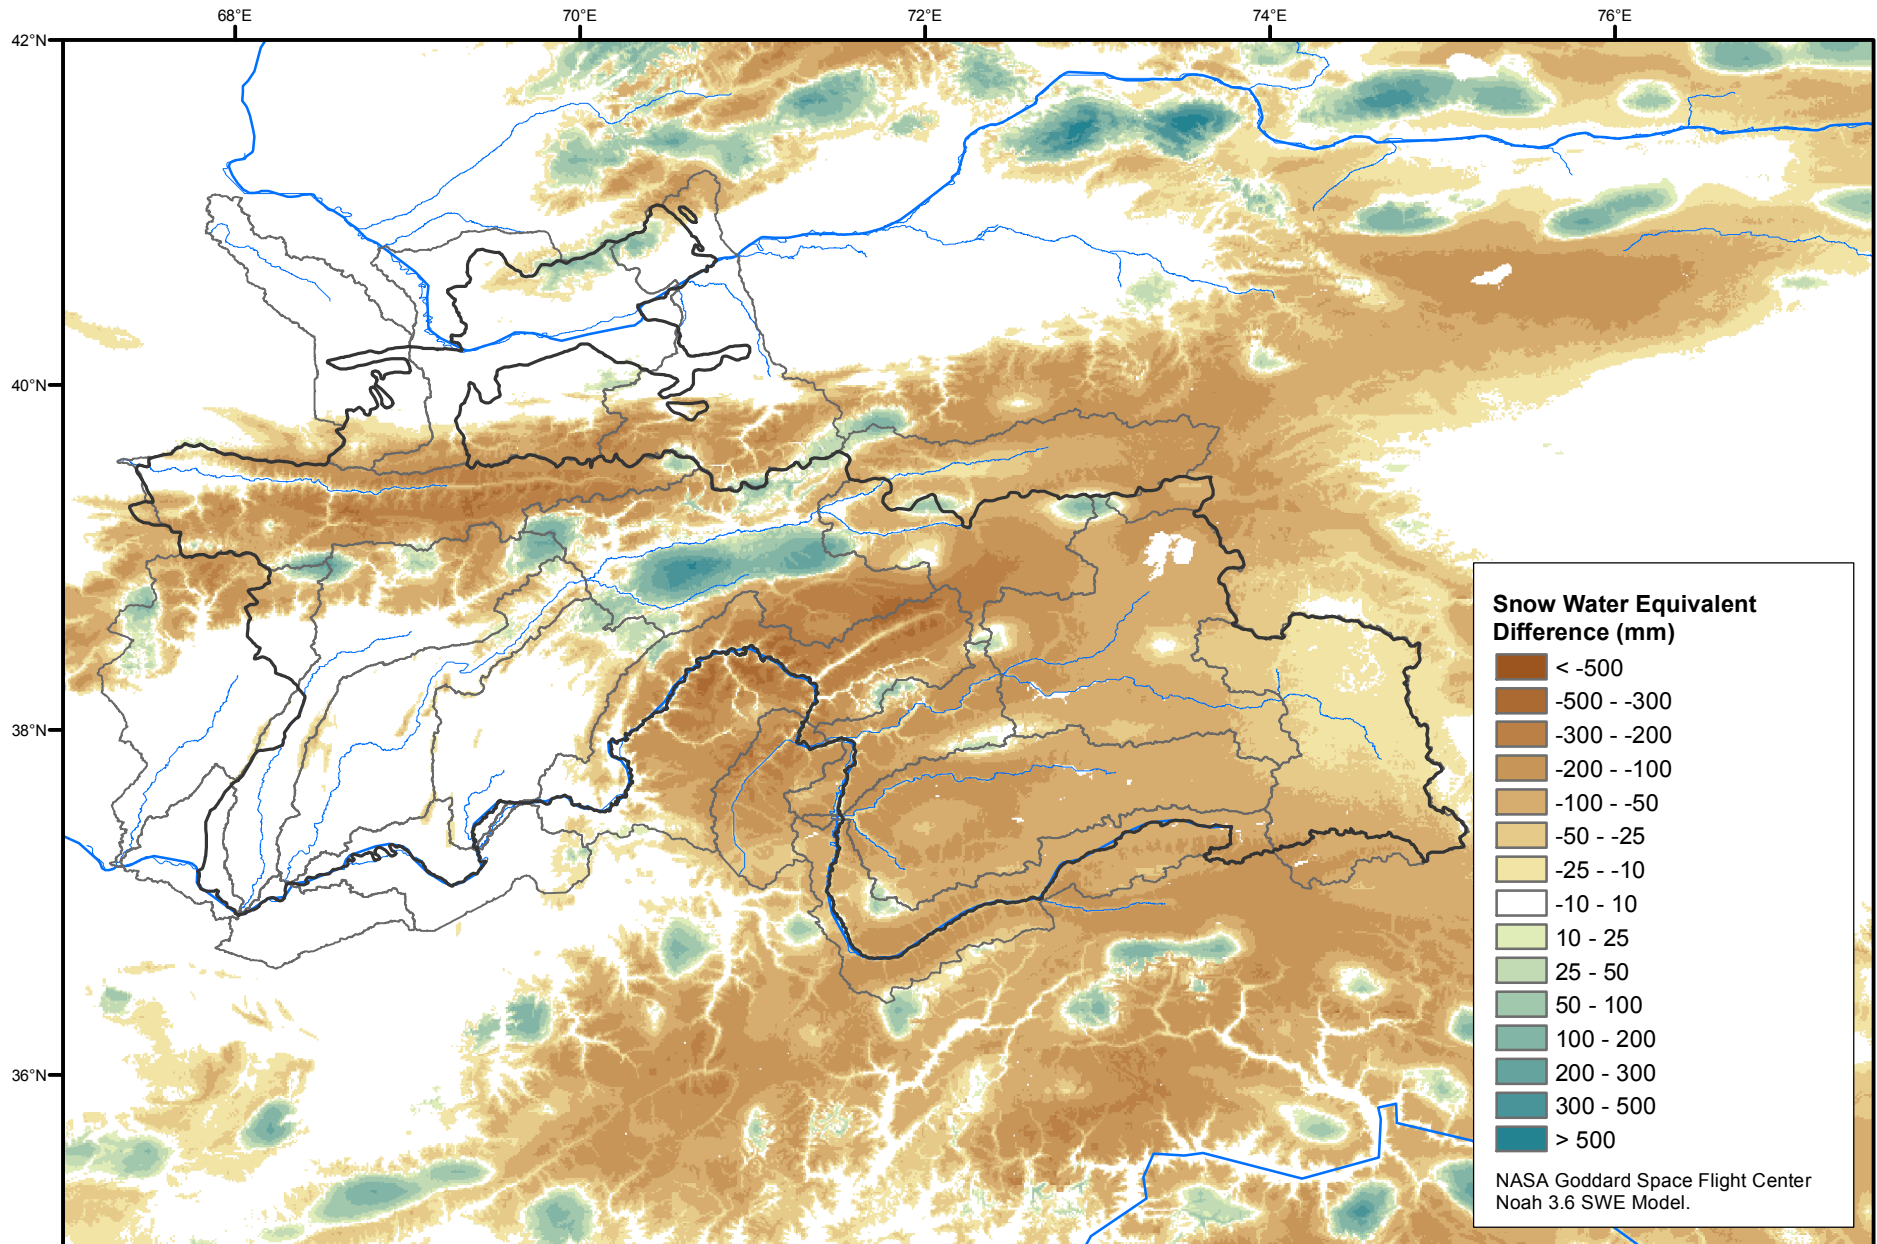 68°E
70°E
72°E
74°E
76°E
42°N
40°N
38°N
36°N
Snow Water Equivalent
Difference (mm)
< -500
-500 - -300
-300 - -200
-200 - -100
-100 - -50
-50 - -25
-25 - -10
-10 - 10
10 - 25
25 - 50
50 - 100
100 - 200
200 - 300
300 - 500
> 500
NASA Goddard Space Flight Center
Noah 3.6 SWE Model.